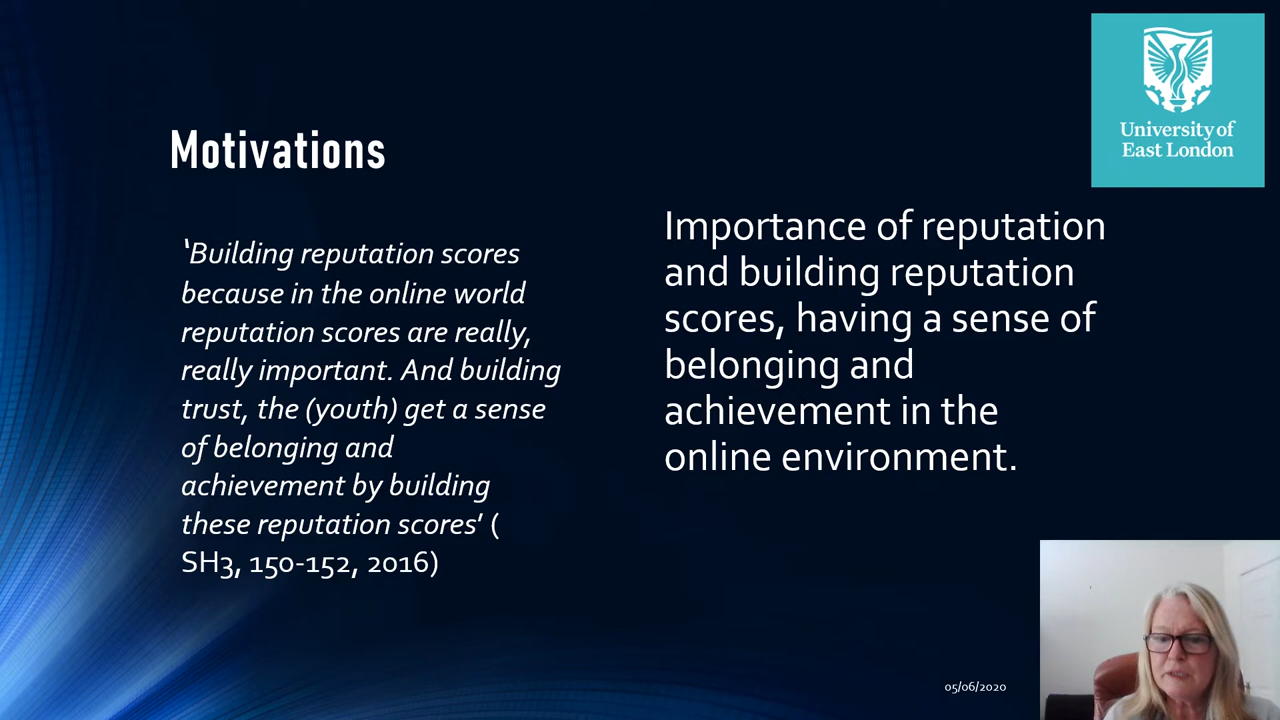 University of
East London
Motivations
‘Building reputation scores
because in the online world
reputation scores are really,
really important. And building
trust, the (youth) get a sense
of belonging and
achievement by building
these reputation scores’ (
SH3, 150-152, 2016)
Importance of reputation
and building reputation
scores, having a sense of
belonging and
achievement in the
online environment.
05/06/2020